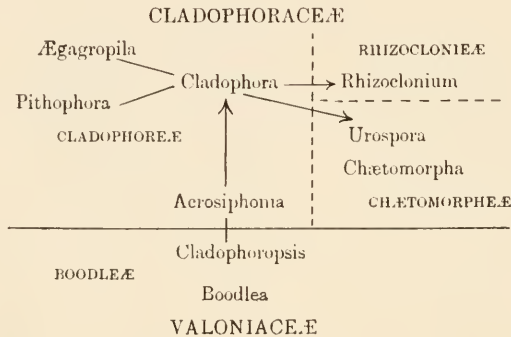 CLADOPHORACEÆ
RHIZOCLONIEÆ
Ægagropila
Cladophora
Rhizoclonium
Pithophora
Urospora
CLADOPHOREÆ
Chætomorpha
Acrosiphonia
CHÆTOMORPHEÆ
Cladophoropsis
BOODLEÆ
Boodlea
VALONIACEÆ